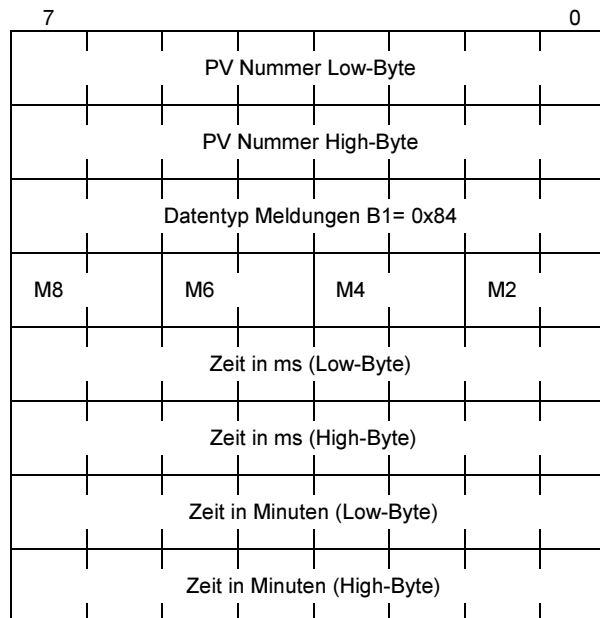 7 0
PV Nummer Low-Byte
PV Nummer High-Byte
Datentyp Meldungen B1= 0x84
M8 M6 M4 M2
Zeit in ms (Low-Byte)
Zeit in ms (High-Byte)
Zeit in Minuten (Low-Byte)
Zeit in Minuten (High-Byte)